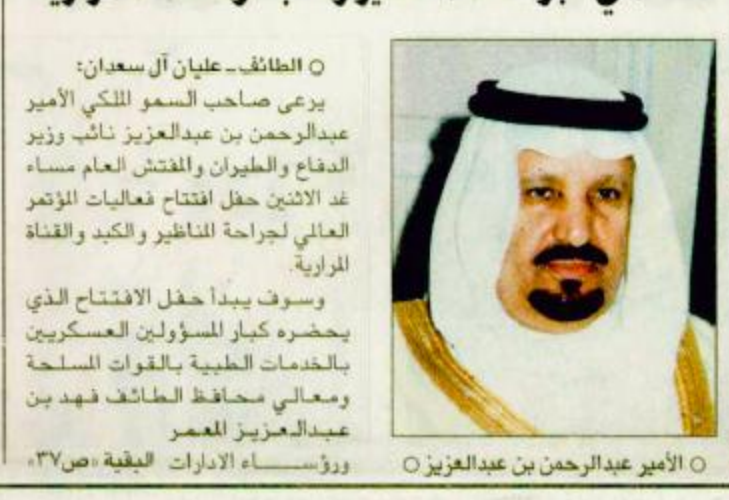 ○ الطائف ـ عليان آل سعدان:
يرعى صاحب السمو الملكي الأمير
عبدالرحمن بن عبدالعزيز نائب وزير
الدفاع والطيران والمفتش العام مساء
غد الاثنين حفل افتتاح فعاليات المؤتمر
العالمي لجراحة المناظير والكبد والقناة
المرارية.
وسوف يبدأ حفل الافتتاح الذي
يحضره كبار المسؤولين العسكريين
بالخدمات الطبية بالقوات المسلحة
ومعالي محافظ الطائف فهد بن
عبدالعزيز المعمر
ورؤساء الادارات البقية «ص٣٧»
○ الأمير عبدالرحمن بن عبدالعزيز ○